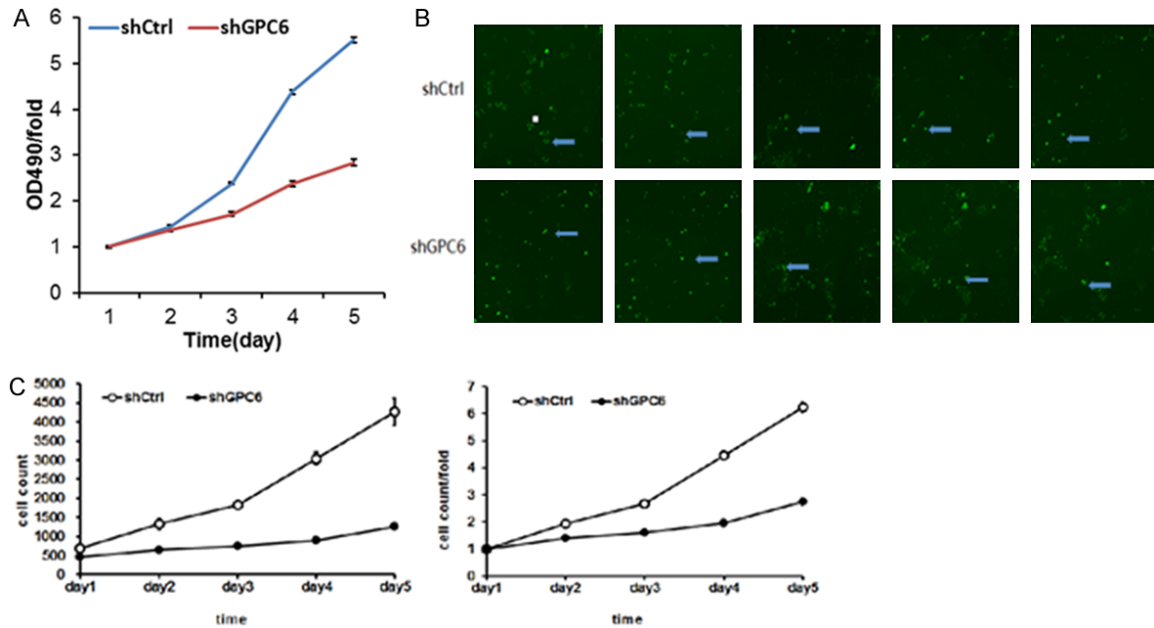 A
shCtrl shGPC6
OD490/fold
6
5
4
3
2
1
0
1 2 3 4 5
Time(day)
B
shCtrl
shGPC6
C
5000
4500
4000
3500
3000
2500
2000
1500
1000
500
0
cell count
shCtrl shGPC6
day1 day2 day3 day4 day5
time
7
6
5
4
3
2
1
0
cell count/fold
shCtrl shGPC6
day1 day2 day3 day4 day5
time